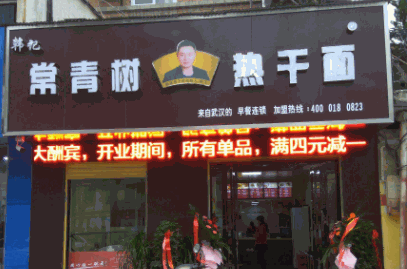 韩记
常青树 热干面
来自武汉的 早餐连锁 加盟热线:400 018 0823
大酬宾，开业期间，所有单品，满四元减一